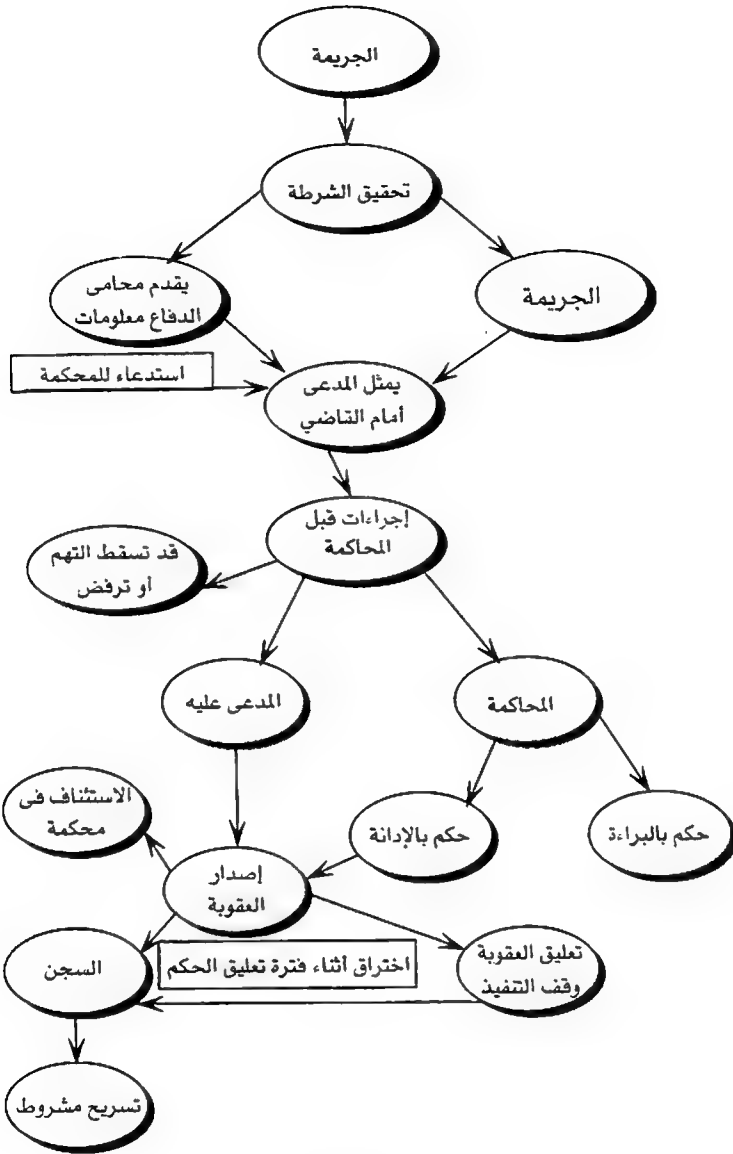 الجريمة
تحقيق الشرطة
يقدم محامى
الدفاع معلومات
الجريمة
استدعاء للمحكمة
يمثل المدعى
أمام القاضي
إجراءات قبل
المحاكمة
قد تسقط التهم
أو ترفض
المدعى عليه
المحاكمة
الاستئناف فى
محكمة
حكم بالإدانة
حكم بالبراءة
إصدار
العقوبة
السجن
اختراق أثناء فترة تعليق الحكم
تعليق العقوبة
وقف التنفيذ
تسريح مشروط